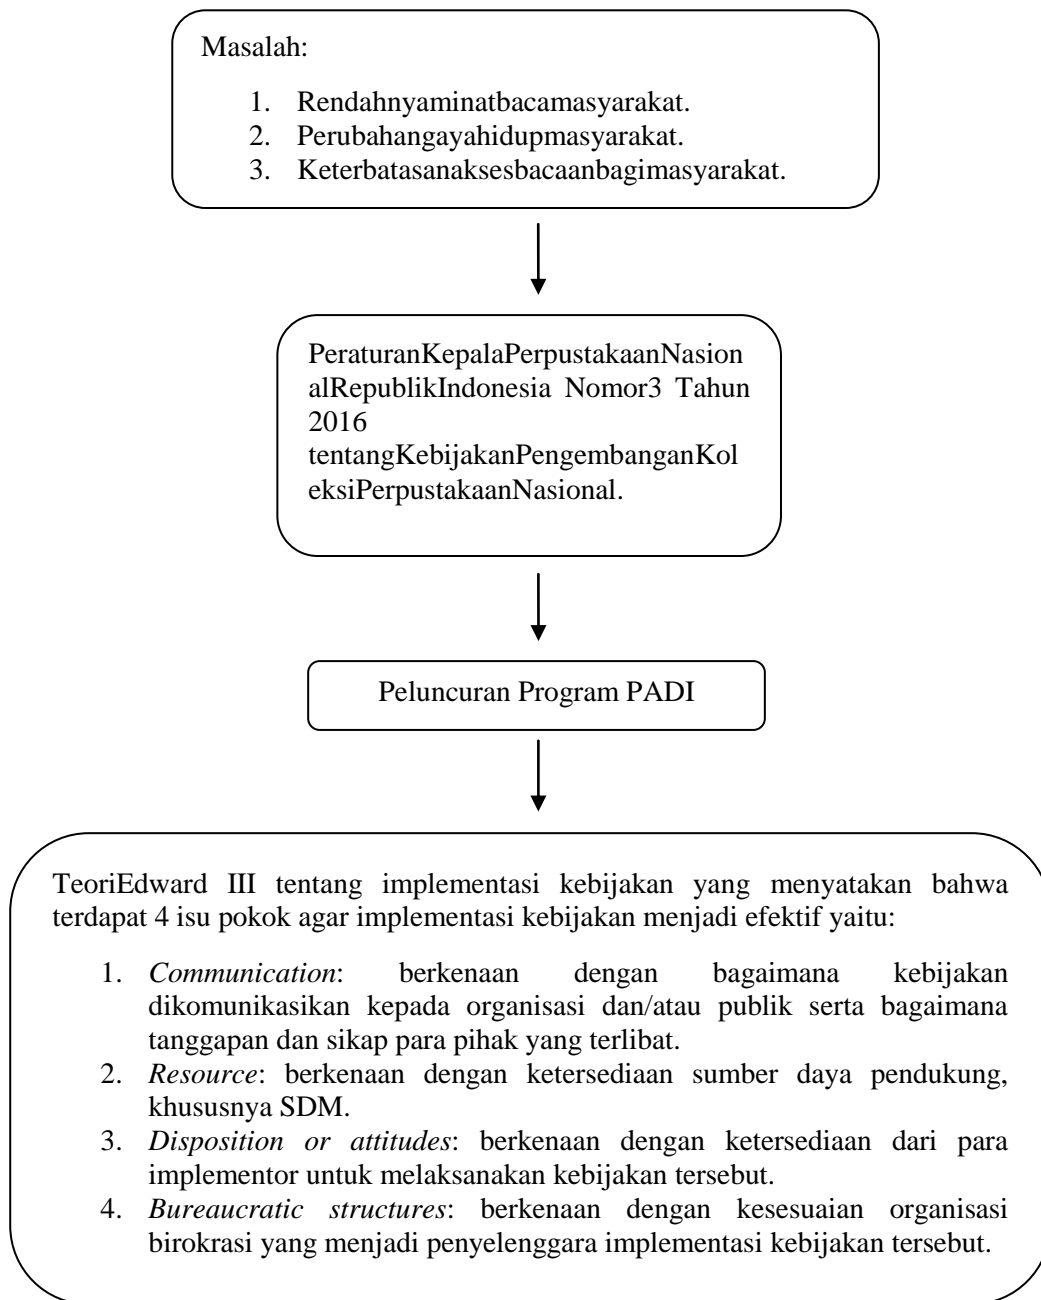 Masalah:
1. Rendahnyaminatbacamasyarakat.
2. Perubahangayahidupmasyarakat.
3. Keterbatasanaksesbacaanbagimasyarakat.
PeraturanKepalaPerpustakaanNasion
alRepublikIndonesia Nomor3 Tahun
2016
tentangKebijakanPengembanganKol
eksiPerpustakaanNasional.
Peluncuran Program PADI
TeoriEdward III tentang implementasi kebijakan yang menyatakan bahwa
terdapat 4 isu pokok agar implementasi kebijakan menjadi efektif yaitu:
1. Communication: berkenaan dengan bagaimana kebijakan
dikomunikasikan kepada organisasi dan/atau publik serta bagaimana
tanggapan dan sikap para pihak yang terlibat.
2. Resource: berkenaan dengan ketersediaan sumber daya pendukung,
khususnya SDM.
3. Disposition or attitudes: berkenaan dengan ketersediaan dari para
implementor untuk melaksanakan kebijakan tersebut.
4. Bureaucratic structures: berkenaan dengan kesesuaian organisasi
birokrasi yang menjadi penyelenggara implementasi kebijakan tersebut.